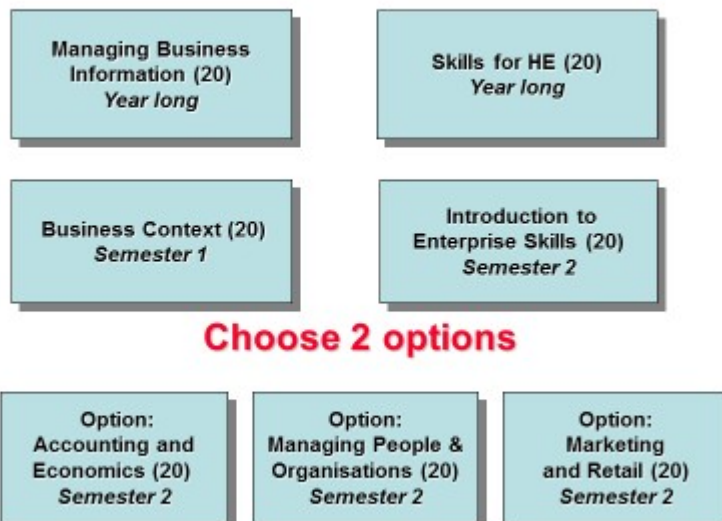 Managing Business
Information (20)
Year long
Skills for HE (20)
Year long
Business Context (20)
Semester 1
Introduction to
Enterprise Skills (20)
Semester 2
Choose 2 options
Option:
Accounting and
Economics (20)
Semester 2
Option:
Managing People &
Organisations (20)
Semester 2
Option:
Marketing
and Retail (20)
Semester 2